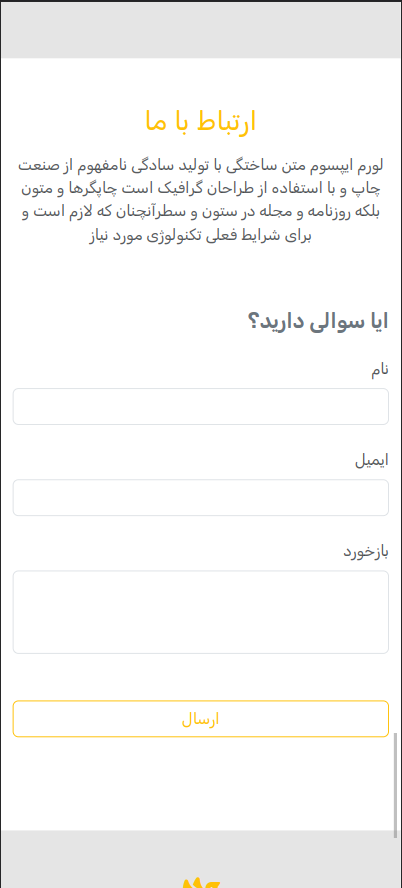 ارتباط با ما
لورم ایپسوم متن ساختگی با تولید سادگی نامفهوم از صنعت
چاپ و با استفاده از طراحان گرافیک است چاپگرها و متون
بلکه روزنامه و مجله در ستون و سطرآنچنان که لازم است و
برای شرایط فعلی تکنولوژی مورد نیاز
ایا سوالی دارید؟
نام
ایمیل
بازخورد
ارسال